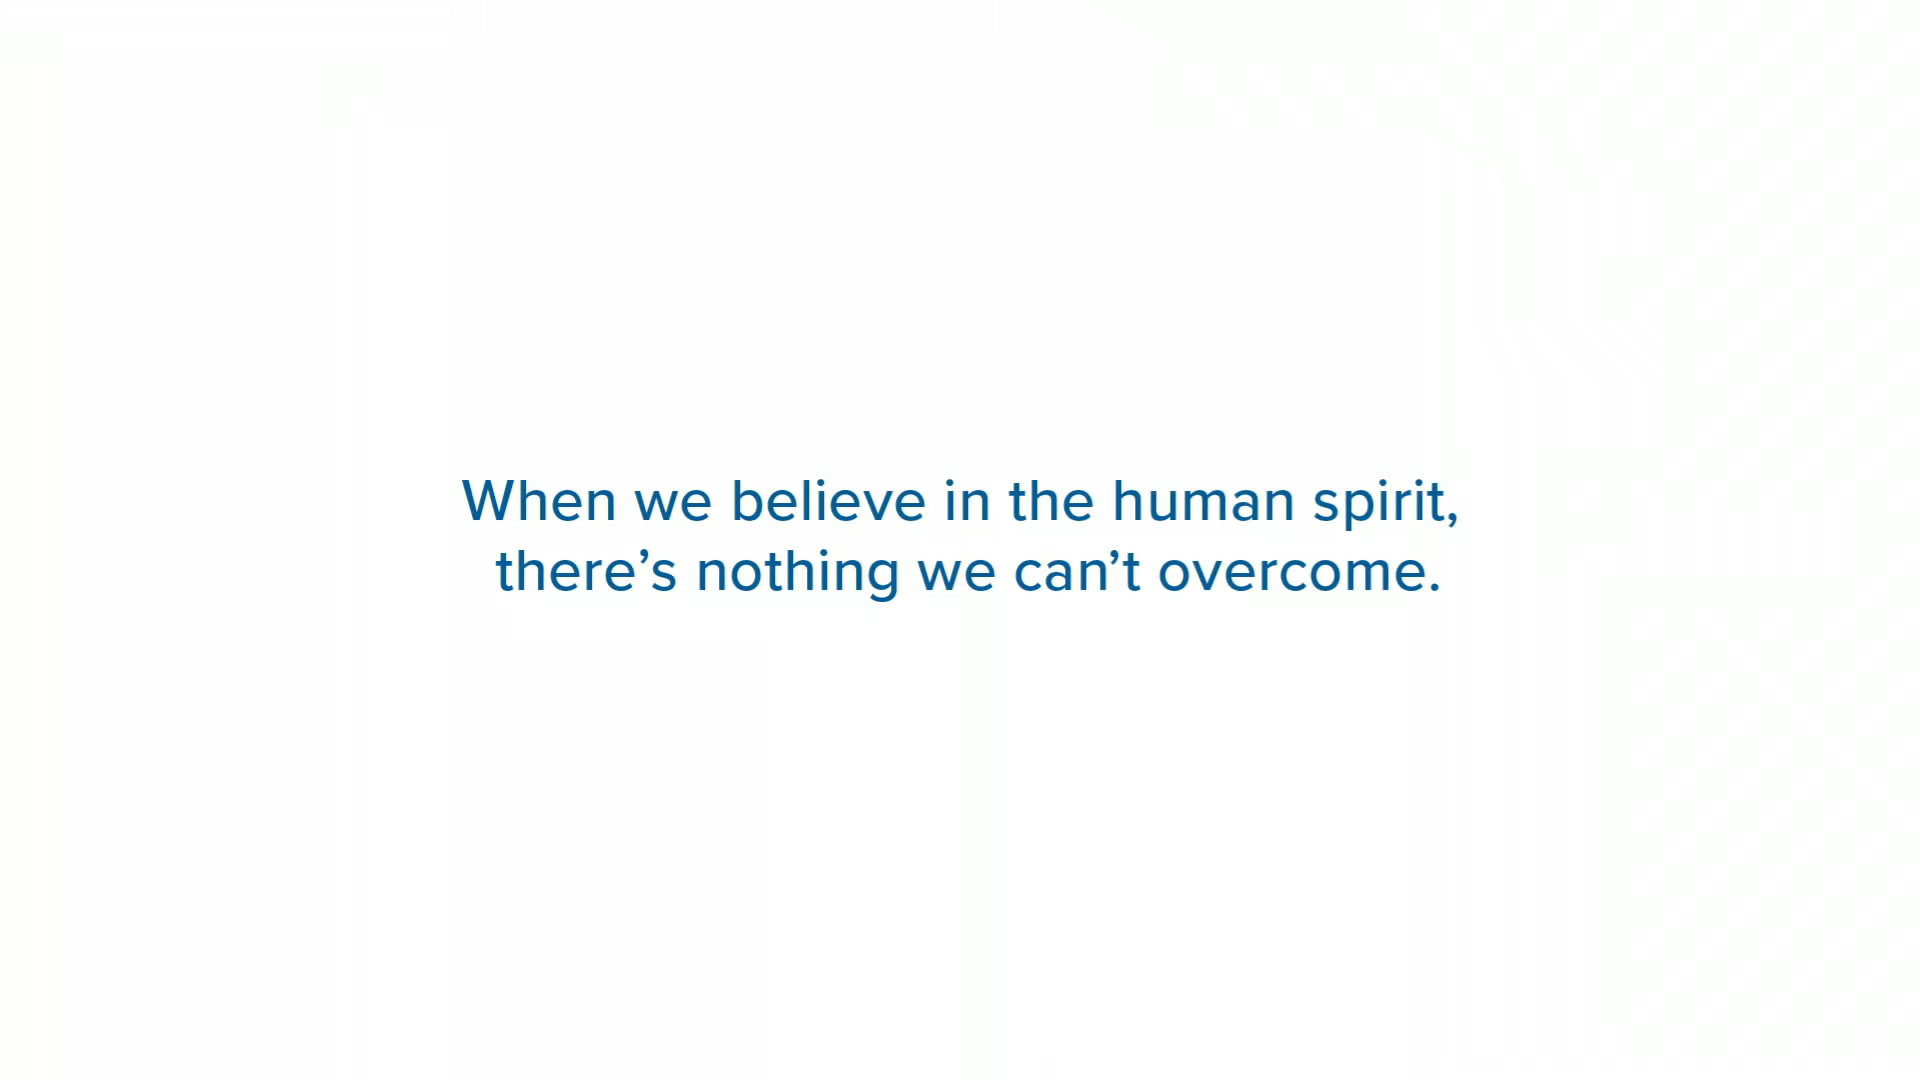 When we believe in the human spirit,
there’s nothing we can’t overcome.